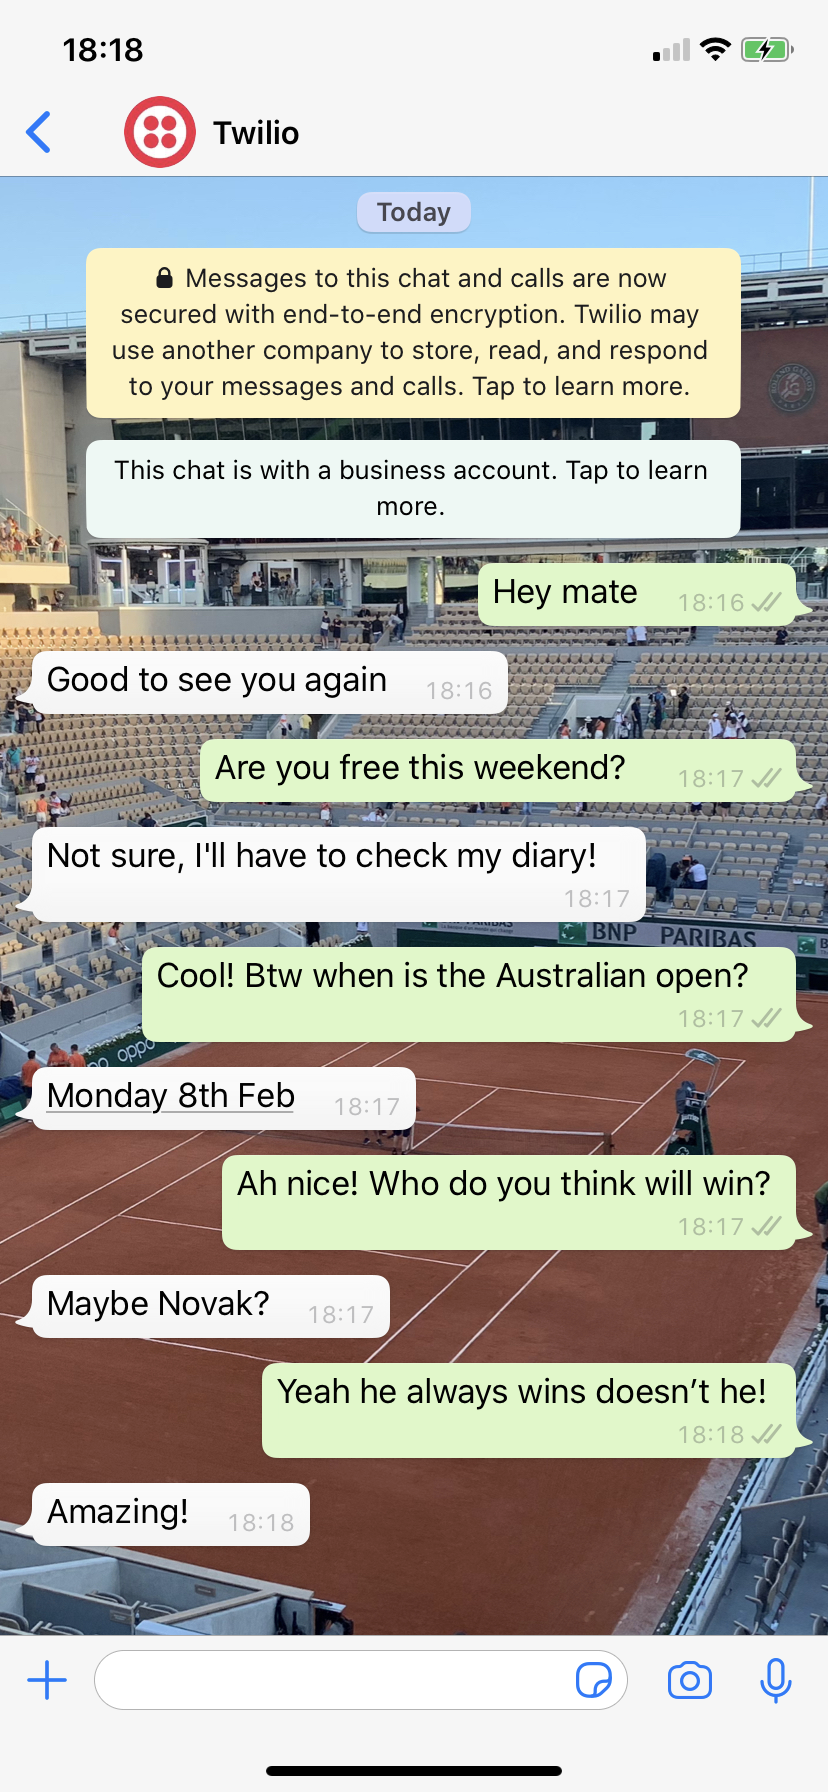 18:18
Twilio
Today
Messages to this chat and calls are now
secured with end-to-end encryption. Twilio may
use another company to store, read, and respond
to your messages and calls. Tap to learn more.
This chat is with a business account. Tap to learn
more.
Hey mate 18:16
Good to see you again 18:16
Are you free this weekend? 18:17
Not sure, I'll have to check my diary!
18:17
BNP PARIBAS
Cool! Btw when is the Australian open?
18:17
oppo
Monday 8th Feb 18:17
Ah nice! Who do you think will win?
18:17
Maybe Novak? 18:17
Yeah he always wins doesn’t he!
18:18
Amazing! 18:18